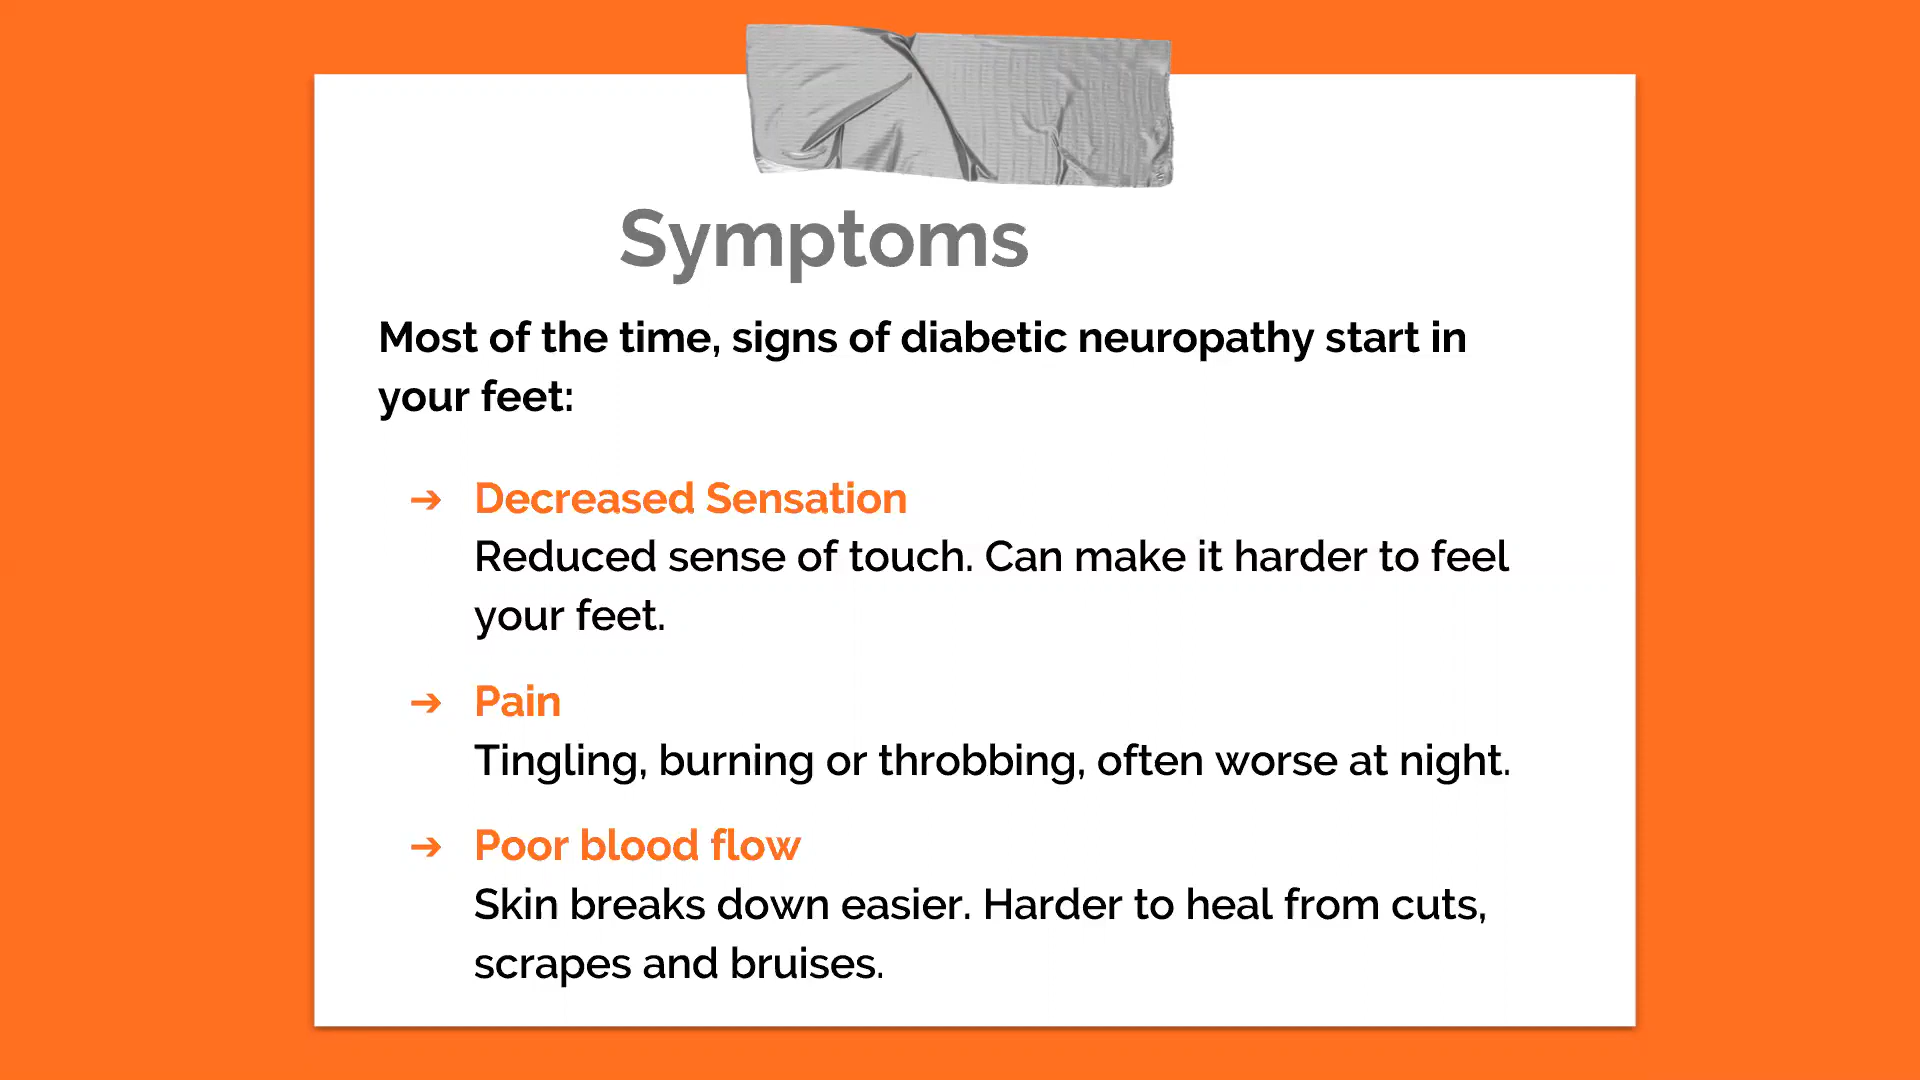 Symptoms
Most of the time, signs of diabetic neuropathy start in
your feet:
➔ Decreased Sensation
Reduced sense of touch. Can make it harder to feel
your feet.
➔ Pain
Tingling, burning or throbbing, often worse at night.
➔ Poor blood flow
Skin breaks down easier. Harder to heal from cuts,
scrapes and bruises.